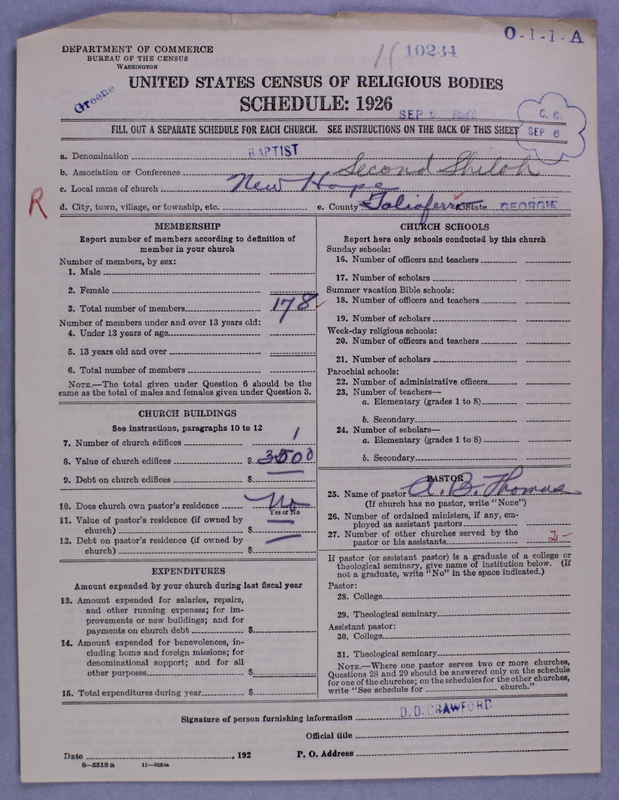 O-1-1-A
DEPARTMENT OF COMMERCE
BUREAU OF THE CENSUS
WASHINGTON
10234
Greene
UNITED STATES CENSUS OF RELIGIOUS BODIES
SCHEDULE: 1926
SEP 6 Rec'd
C. C.
SEP 6
FILL OUT A SEPARATE SCHEDULE FOR EACH CHURCH. SEE INSTRUCTIONS ON THE BACK OF THIS SHEET
a. Denomination BAPTIST
b. Association or Conference Second Shiloh
c. Local name of church New Hope
R
d. City, town, village, or township, etc. e. County Taliaferro State GEORGIA
MEMBERSHIP
Report number of members according to definition of
member in your church
Number of members, by sex:
1. Male
2. Female
3. Total number of members 178
Number of members under and over 13 years old:
4. Under 13 years of age
5. 13 years old and over
6. Total number of members
NOTE.—The total given under Question 6 should be the
same as the total of males and females given under Question 3.
CHURCH BUILDINGS
See instructions, paragraphs 10 to 12
7. Number of church edifices 1
8. Value of church edifices $ 3500
9. Debt on church edifices $
10. Does church own pastor's residence No
Yes or No
11. Value of pastor's residence (if owned by
church) $
12. Debt on pastor's residence (if owned by
church) $
EXPENDITURES
Amount expended by your church during last fiscal year
13. Amount expended for salaries, repairs,
and other running expenses; for im-
provements or new buildings; and for
payments on church debt $
14. Amount expended for benevolences, in-
cluding home and foreign missions; for
denominational support; and for all
other purposes $
15. Total expenditures during year $
CHURCH SCHOOLS
Report here only schools conducted by this church
Sunday schools:
16. Number of officers and teachers
17. Number of scholars
Summer vacation Bible schools:
18. Number of officers and teachers
19. Number of scholars
Week-day religious schools:
20. Number of officers and teachers
21. Number of scholars
Parochial schools:
22. Number of administrative officers
23. Number of teachers—
a. Elementary (grades 1 to 8)
b. Secondary
24. Number of scholars—
a. Elementary (grades 1 to 8)
b. Secondary
PASTOR
25. Name of pastor A. B. Thomas
(If church has no pastor, write "None")
26. Number of ordained ministers, if any, em-
ployed as assistant pastors
27. Number of other churches served by the
pastor or his assistants 2
If pastor (or assistant pastor) is a graduate of a college or
theological seminary, give name of institution below. (If
not a graduate, write "No" in the space indicated.)
Pastor:
28. College
29. Theological seminary
Assistant pastor:
30. College
31. Theological seminary
NOTE.—Where one pastor serves two or more churches,
Questions 28 and 29 should be answered only on the schedule
for one of the churches; on the schedules for the other churches,
write "See schedule for church."
Signature of person furnishing information D. D. CRAWFORD
Official title
Date , 192 P. O. Address
8—5518a